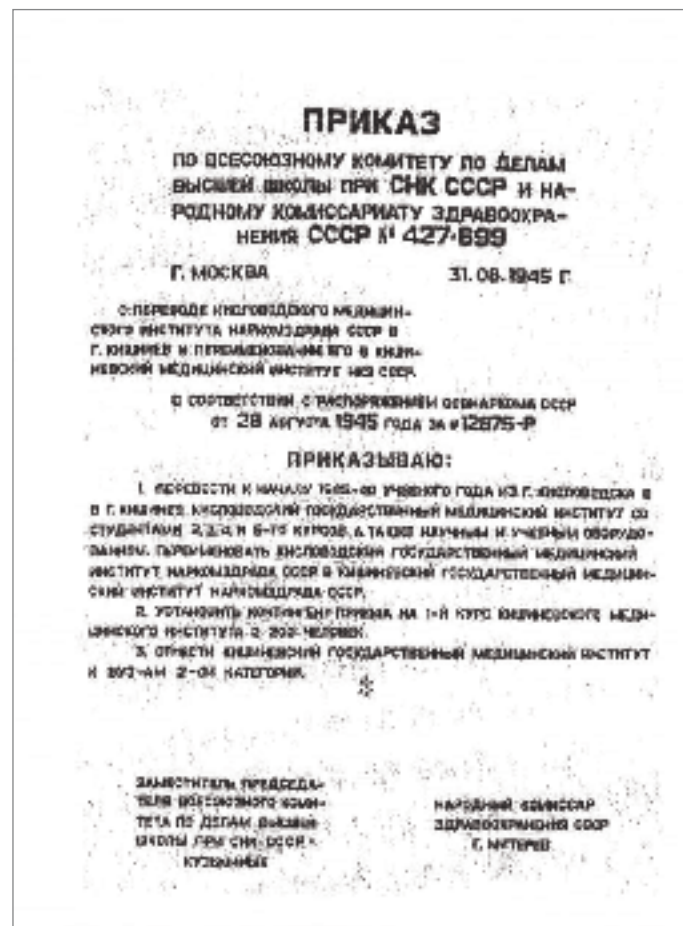 ПРИКАЗ
ПО ВСЕСОЮЗНОМУ КОМИТЕТУ ПО ДЕЛАМ
ВЫСШЕЙ ШКОЛЫ ПРИ СНК СССР И НА-
РОДНОМУ КОМИССАРИАТУ ЗДРАВООХРА-
НЕНИЯ СССР № 427-699
Г. МОСКВА 31.08.1945 Г.
О ПЕРЕВОДЕ КИСЛОВОДСКОГО МЕДИЦИН-
СКОГО ИНСТИТУТА НАРКОМЗДРАВА СССР В
Г. КИШИНЕВ И ПЕРЕИМЕНОВАНИИ ЕГО В КИШИ-
НЕВСКИЙ МЕДИЦИНСКИЙ ИНСТИТУТ НКЗ СССР.
В СООТВЕТСТВИИ С РАСПОРЯЖЕНИЕМ СОВНАРКОМА СССР
ОТ 28 АВГУСТА 1945 ГОДА ЗА №12875-Р
ПРИКАЗЫВАЮ:
1. ПЕРЕВЕСТИ К НАЧАЛУ УЧЕБНОГО ГОДА ИЗ Г. КИСЛОВОДСКА В
В Г. КИШИНЕВ КИСЛОВОДСКИЙ ГОСУДАРСТВЕННЫЙ МЕДИЦИНСКИЙ ИНСТИТУТ СО
СТУДЕНТАМИ 2,3,4 И 5-ГО КУРСОВ, А ТАКЖЕ НАУЧНЫМ И УЧЕБНЫМ ОБОРУДО-
ВАНИЕМ. ПЕРЕИМЕНОВАТЬ КИСЛОВОДСКИЙ ГОСУДАРСТВЕННЫЙ МЕДИЦИНСКИЙ
ИНСТИТУТ НАРКОМЗДРАВА СССР В КИШИНЕВСКИЙ ГОСУДАРСТВЕННЫЙ МЕДИЦИН-
СКИЙ ИНСТИТУТ НАРКОМЗДРАВА СССР.
2. УСТАНОВИТЬ КОНТИНГЕНТ ПРИЕМА НА 1-Й КУРС КИШИНЕВСКОГО МЕДИ-
ЦИНСКОГО ИНСТИТУТА В 200 ЧЕЛОВЕК.
3. ОТНЕСТИ КИШИНЕВСКИЙ ГОСУДАРСТВЕННЫЙ МЕДИЦИНСКИЙ ИНСТИТУТ
К ВУЗ-АМ 2-ОЙ КАТЕГОРИИ.
ЗАМЕСТИТЕЛЬ ПРЕДСЕДА-
ТЕЛЯ ВСЕСОЮЗНОГО КОМИ-
ТЕТА ПО ДЕЛАМ ВЫСШЕЙ
ШКОЛЫ ПРИ СНК СССР -
НАРОДНЫЙ КОМИССАР
ЗДРАВООХРАНЕНИЯ СССР
Г. МИТЕРЕВ